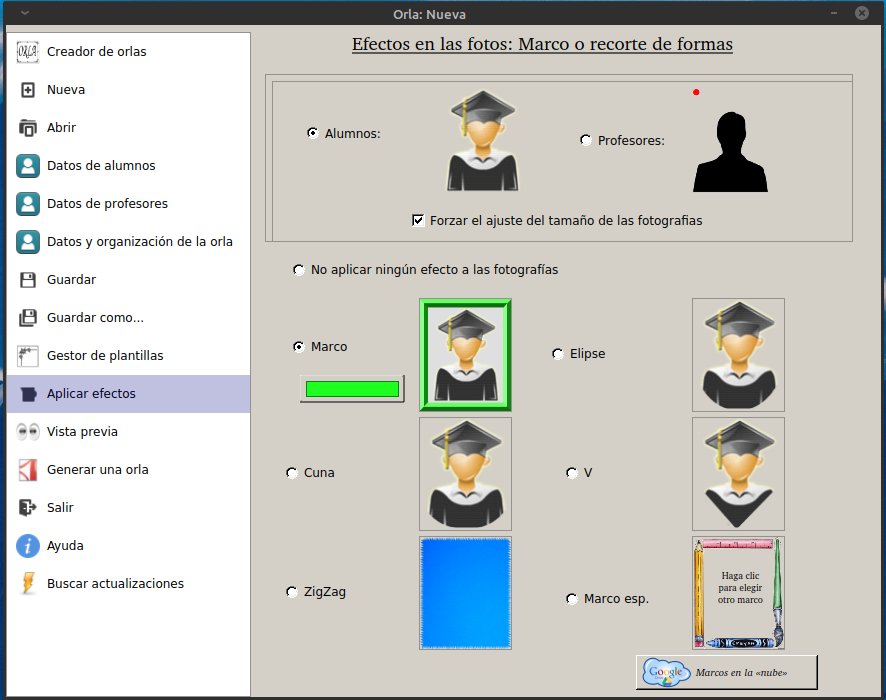 Orla: Nueva
ORLA
Creador de orlas
Nueva
Abrir
Datos de alumnos
Datos de profesores
Datos y organización de la orla
Guardar
Guardar como...
Gestor de plantillas
Aplicar efectos
Vista previa
Generar una orla
Salir
Ayuda
Buscar actualizaciones
Efectos en las fotos: Marco o recorte de formas
Alumnos:
Profesores:
Forzar el ajuste del tamaño de las fotografias
No aplicar ningún efecto a las fotografías
Marco
Elipse
Cuna
V
ZigZag
Marco esp.
Haga clic
para elegir
otro marco
Google
Marcos en la «nube»